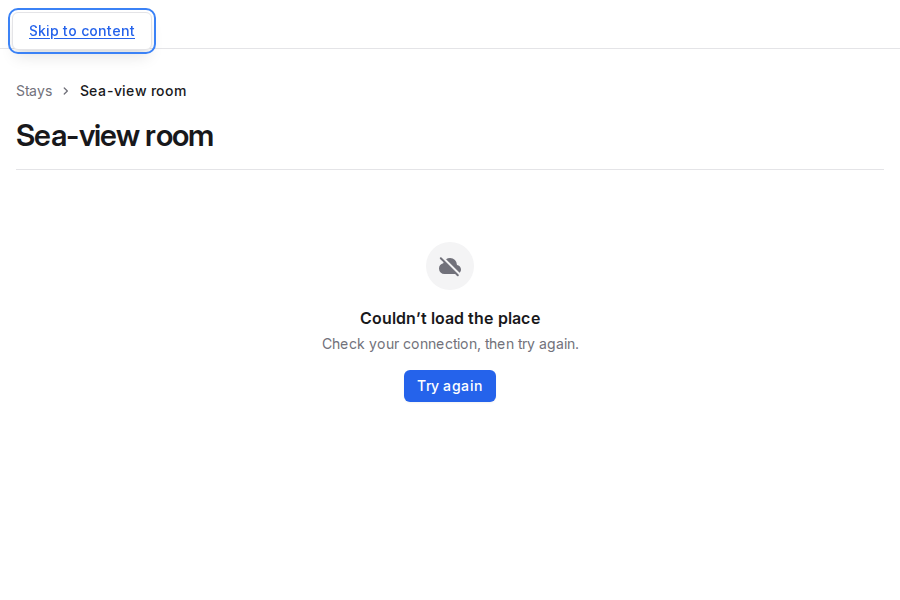 Skip to content
Stays > Sea-view room
Sea-view room
Couldn’t load the place
Check your connection, then try again.
Try again